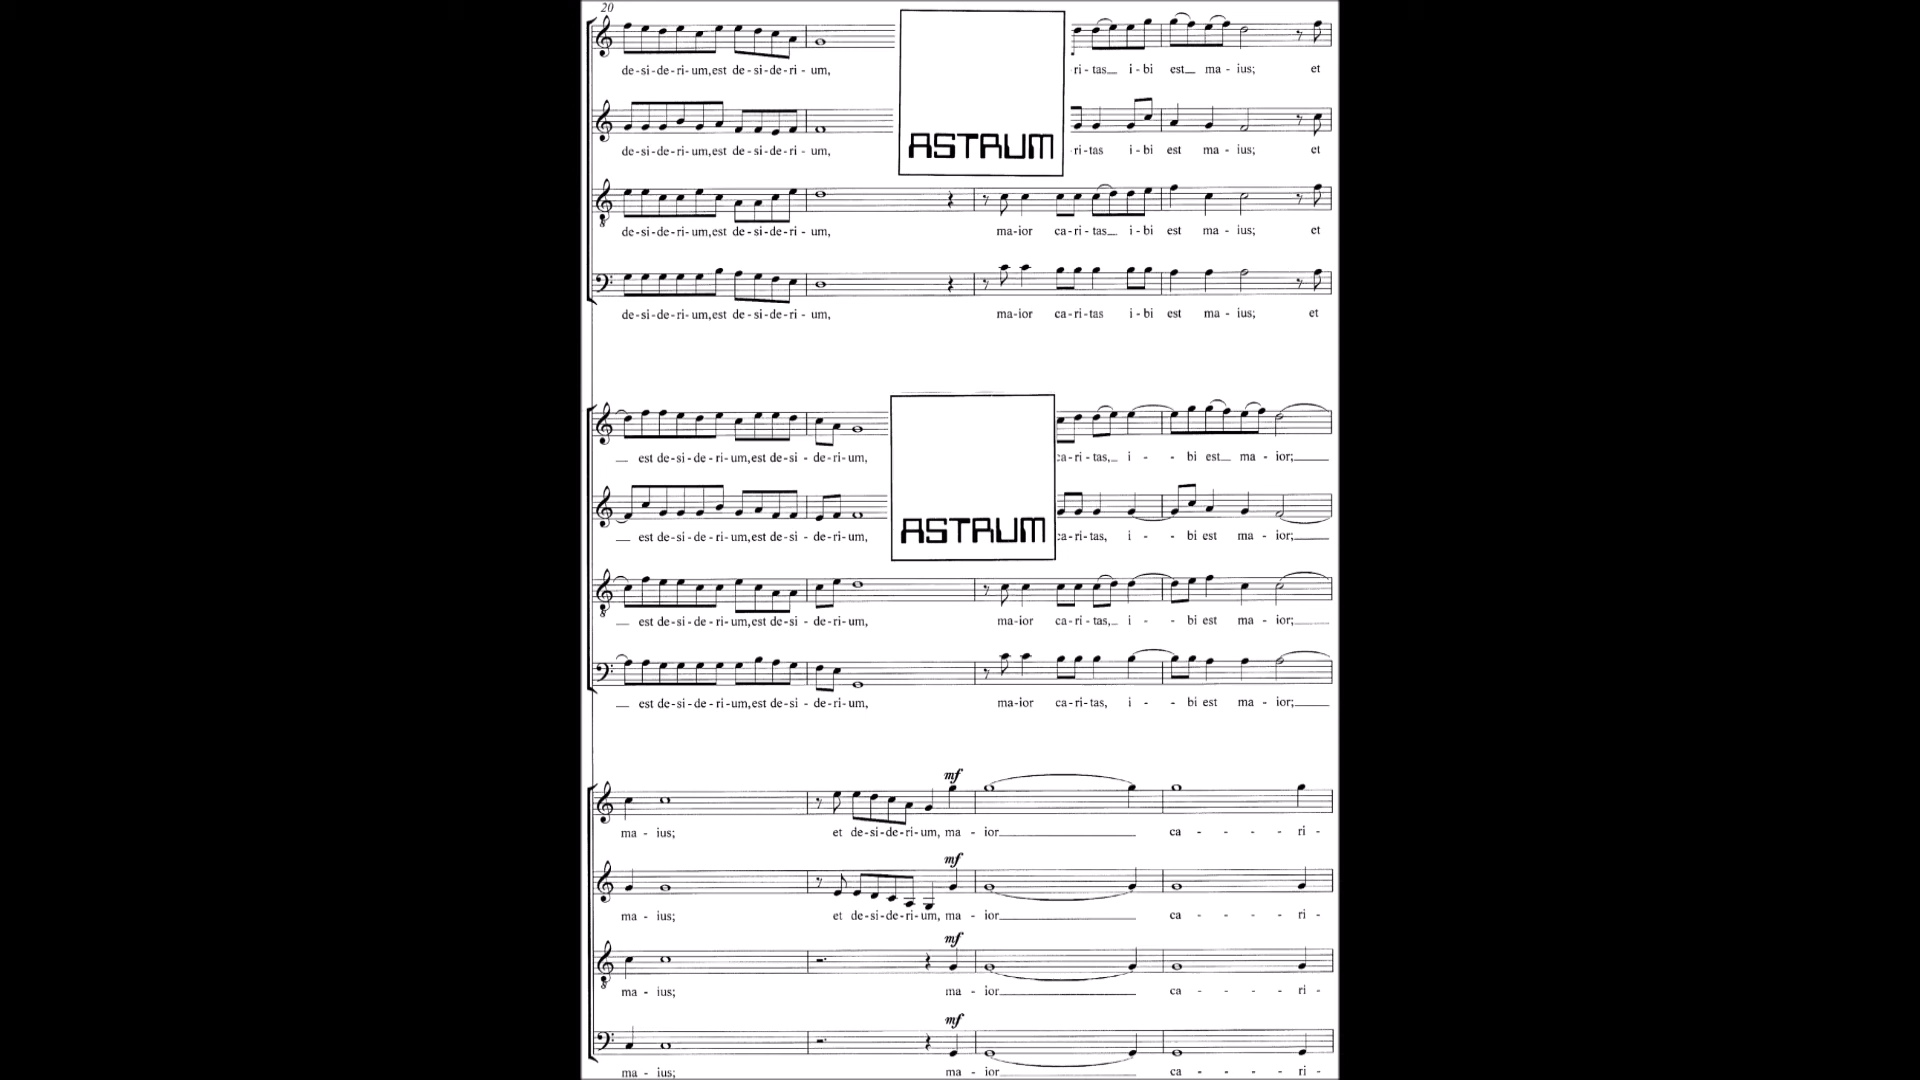 20
de-si-de-ri-um,est de-si-de-ri-um, ri-tas i-bi est ma-ius; et
ASTRUM
de-si-de-ri-um,est de-si-de-ri-um, ri-tas i-bi est ma-ius; et
de-si-de-ri-um,est de-si-de-ri-um, ma-ior ca-ri-tas i-bi est ma-ius; et
de-si-de-ri-um,est de-si-de-ri-um, ma-ior ca-ri-tas i-bi est ma-ius; et
est de-si-de-ri-um,est de-si-de-ri-um, ca-ri-tas, i - - bi est ma-ior;
ASTRUM
est de-si-de-ri-um,est de-si-de-ri-um, ca-ri-tas, i - - bi est ma-ior;
est de-si-de-ri-um,est de-si-de-ri-um, ma-ior ca-ri-tas, i - - bi est ma-ior;
est de-si-de-ri-um,est de-si-de-ri-um, ma-ior ca-ri-tas, i - - bi est ma-ior;
mf
ma-ius; et de-si-de-ri-um, ma-ior ca - - - - ri -
mf
ma-ius; et de-si-de-ri-um, ma-ior ca - - - - ri -
mf
ma-ius; ma-ior ca - - - - ri -
mf
ma-ius; ma-ior ca - - - - ri -